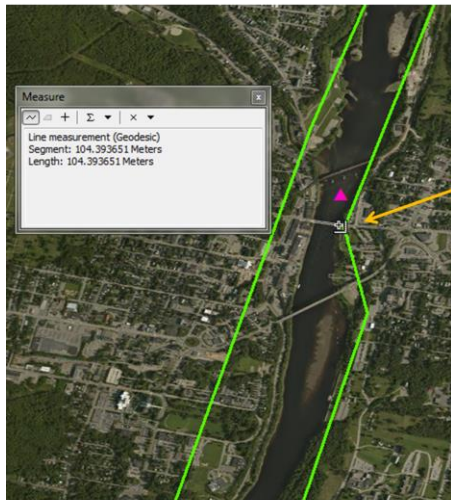 Measure
Line measurement (Geodesic)
Segment: 104.393651 Meters
Length: 104.393651 Meters